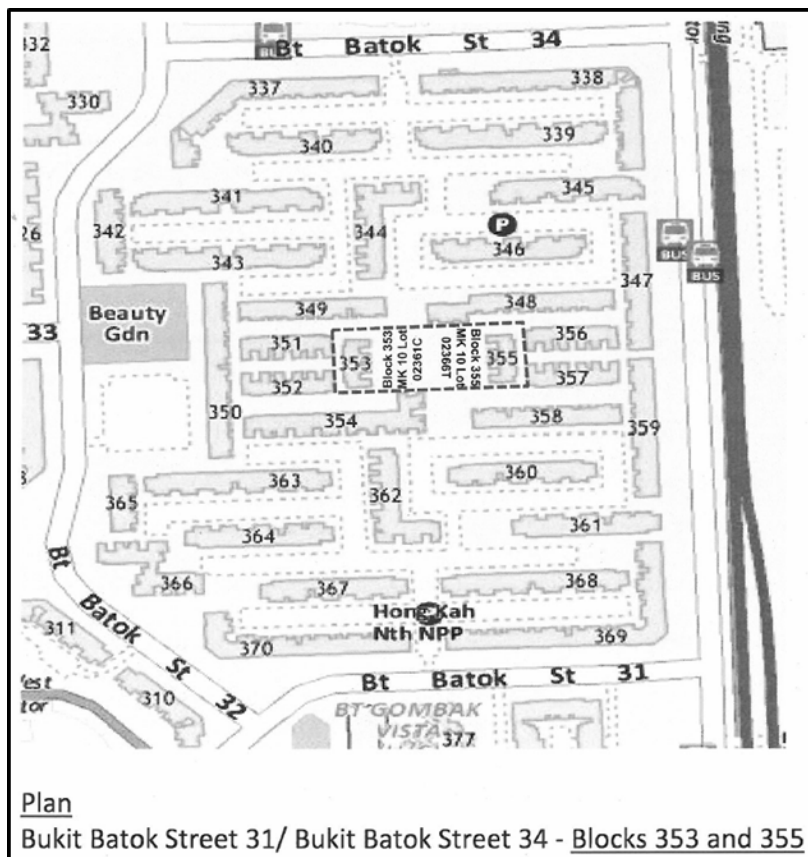 Bt Batok St 34
332
330
337
338
340
339
341
345
342
344
P
346
BUS
BUS
343
347
Beauty
Gdn
33
349
348
351
353
Block 353
MK 10 Lot
02361C
Block 355
MK 10 Lot
02366T
355
356
352
357
350
354
358
359
363
360
365
362
364
361
366
367
368
Hong Kah
Nth NPP
370
369
Bt Batok St 32
311
310
Bt Batok St 31
BT GOMBAK
VISTA
377
Plan
Bukit Batok Street 31/ Bukit Batok Street 34 - Blocks 353 and 355